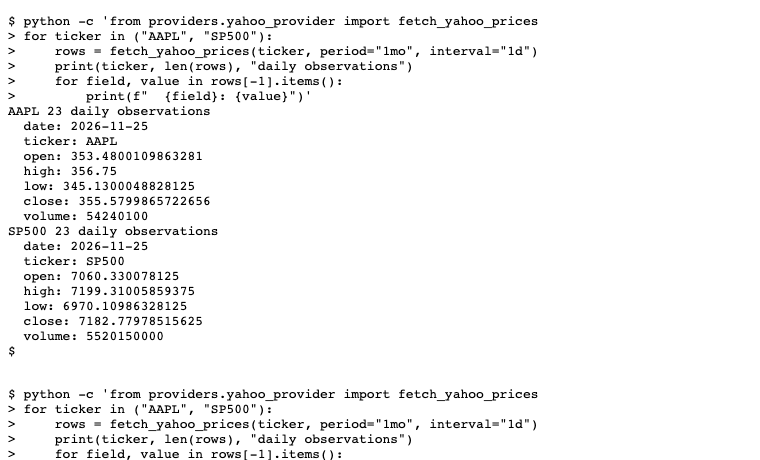 $ python -c 'from providers.yahoo_provider import fetch_yahoo_prices
> for ticker in ("AAPL", "SP500"):
>     rows = fetch_yahoo_prices(ticker, period="1mo", interval="1d")
>     print(ticker, len(rows), "daily observations")
>     for field, value in rows[-1].items():
>         print(f"  {field}: {value}")'
AAPL 23 daily observations
  date: 2026-11-25
  ticker: AAPL
  open: 353.4800109863281
  high: 356.75
  low: 345.1300048828125
  close: 355.5799865722656
  volume: 54240100
SP500 23 daily observations
  date: 2026-11-25
  ticker: SP500
  open: 7060.330078125
  high: 7199.31005859375
  low: 6970.10986328125
  close: 7182.77978515625
  volume: 5520150000
$
$ python -c 'from providers.yahoo_provider import fetch_yahoo_prices
> for ticker in ("AAPL", "SP500"):
>     rows = fetch_yahoo_prices(ticker, period="1mo", interval="1d")
>     print(ticker, len(rows), "daily observations")
>     for field, value in rows[-1].items():